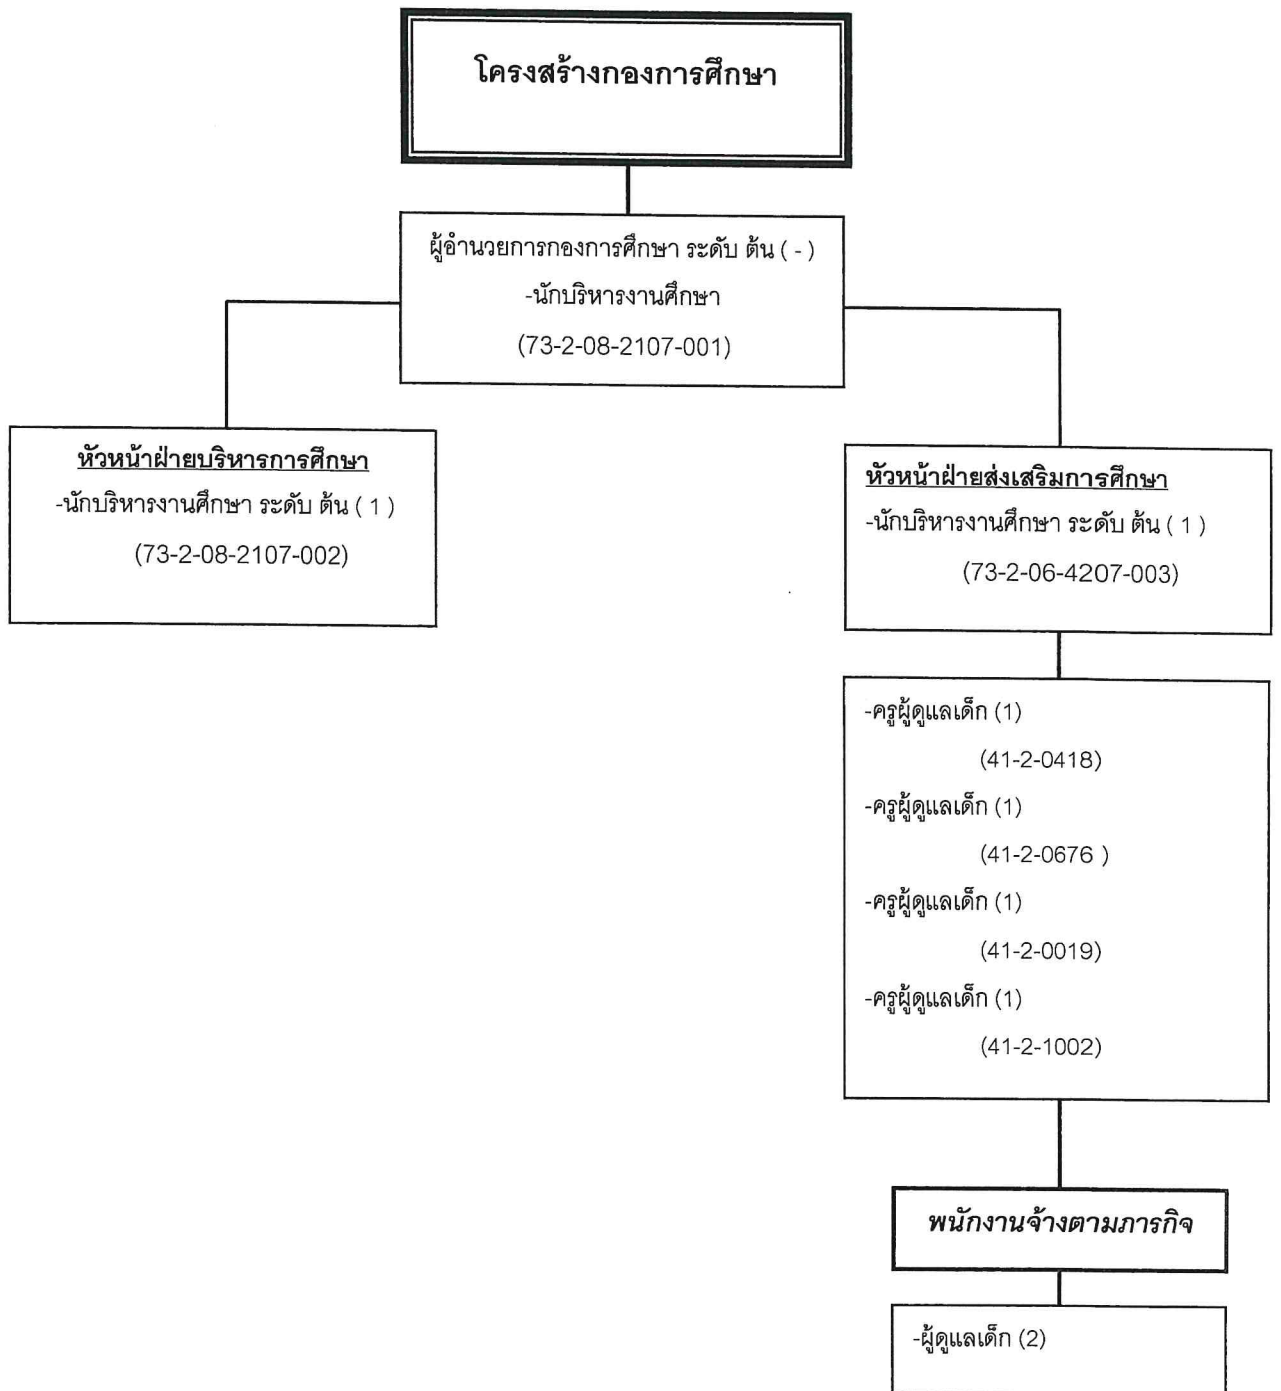 โครงสร้างกองการศึกษา
ผู้อำนวยการกองการศึกษา ระดับ ต้น ( - )
-นักบริหารงานศึกษา
(73-2-08-2107-001)
หัวหน้าฝ่ายบริหารการศึกษา
-นักบริหารงานศึกษา ระดับ ต้น ( 1 )
(73-2-08-2107-002)
หัวหน้าฝ่ายส่งเสริมการศึกษา
-นักบริหารงานศึกษา ระดับ ต้น ( 1 )
(73-2-06-4207-003)
-ครูผู้ดูแลเด็ก (1)
(41-2-0418)
-ครูผู้ดูแลเด็ก (1)
(41-2-0676 )
-ครูผู้ดูแลเด็ก (1)
(41-2-0019)
-ครูผู้ดูแลเด็ก (1)
(41-2-1002)
พนักงานจ้างตามภารกิจ
-ผู้ดูแลเด็ก (2)